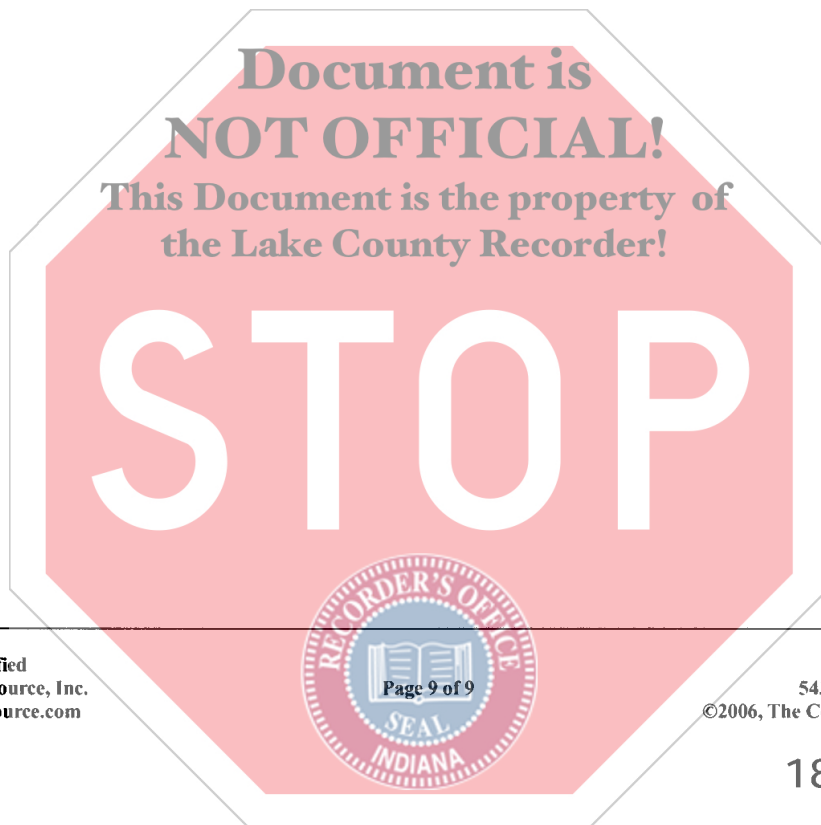 Document is
NOT OFFICIAL!
This Document is the property of
the Lake County Recorder!
STOP
RECORDER'S OFFICE
SEAL
INDIANA
fied
ource, Inc.
urce.com
Page 9 of 9
54.
©2006, The C
18